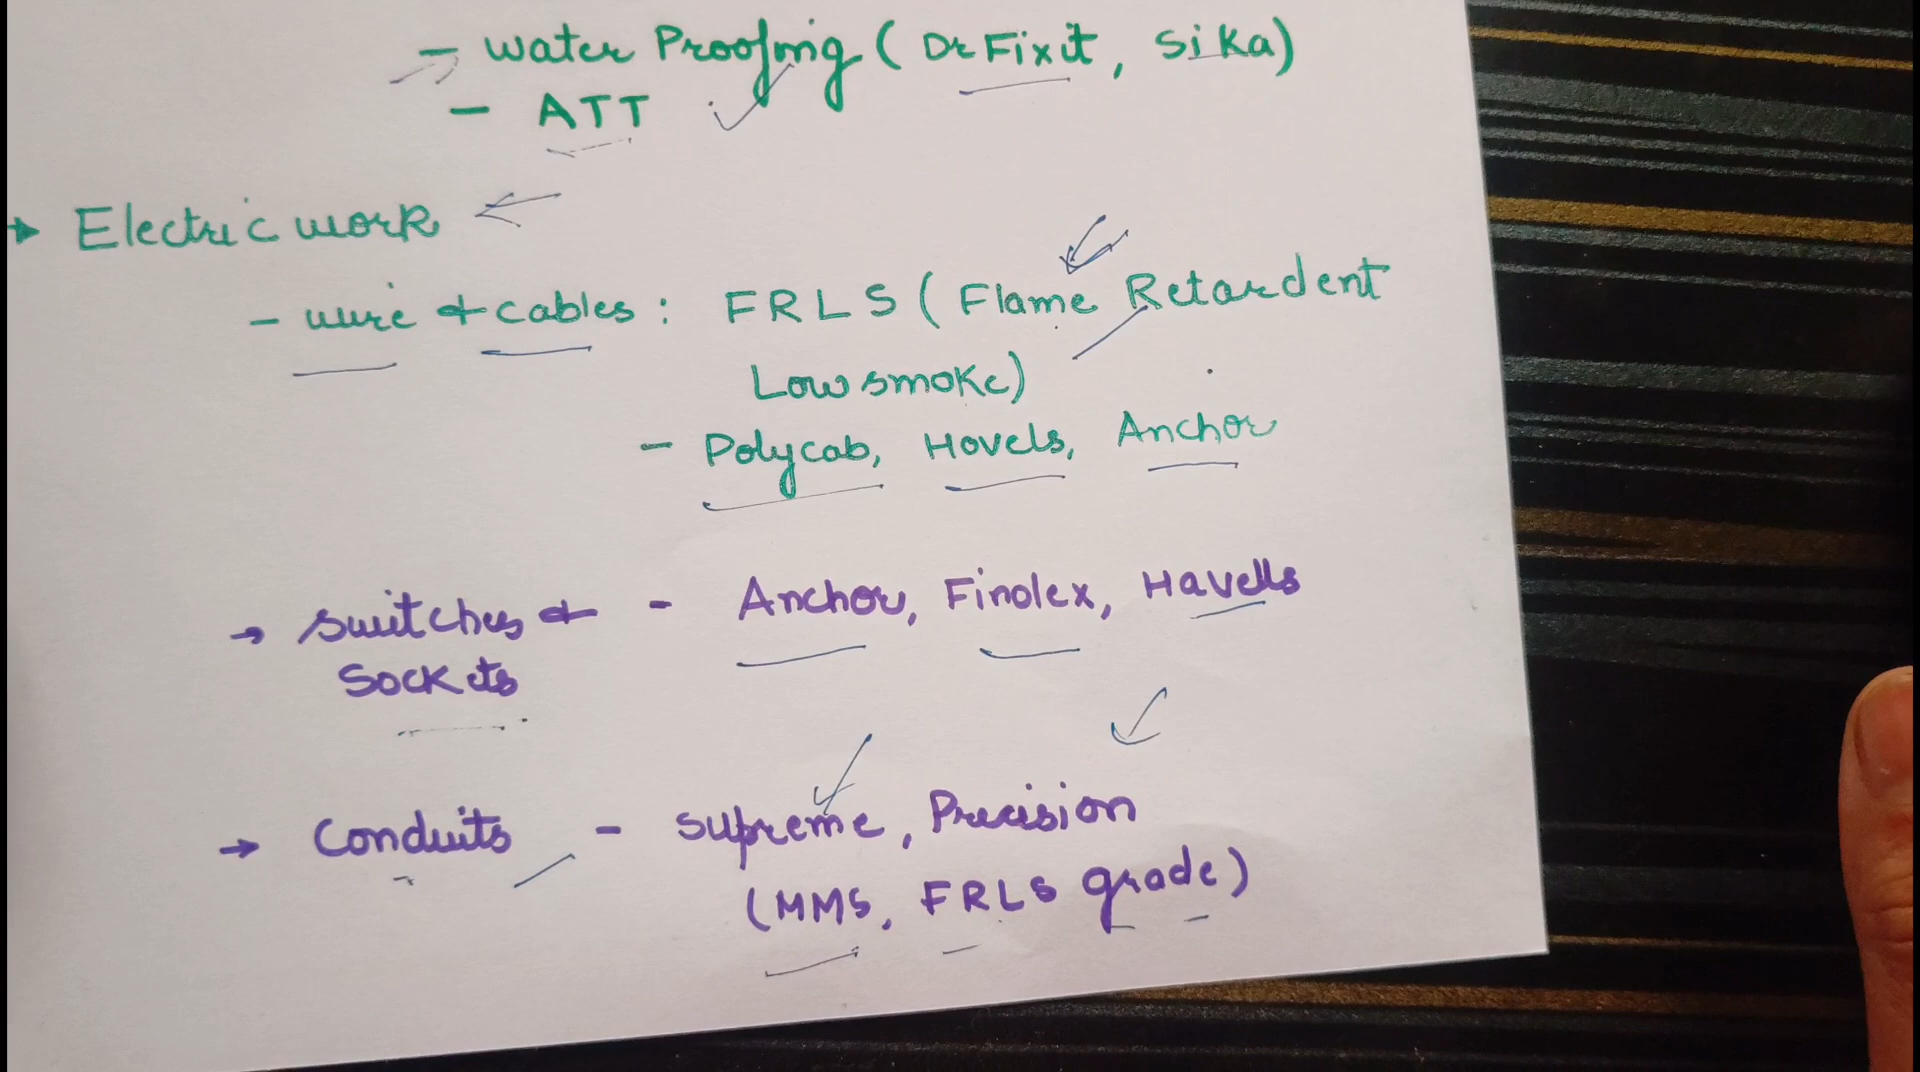 - Water Proofing ( Dr Fixit, Sika)
- ATT
→ Electric work
- wire & cables : FRLS ( Flame Retardent
Low smoke)
- Polycab, Hovels, Anchor
→ Switches & - Anchor, Finolex, Havells
Sockets
→ Conduits - Supreme, Precision
(MMS, FRLS grade)